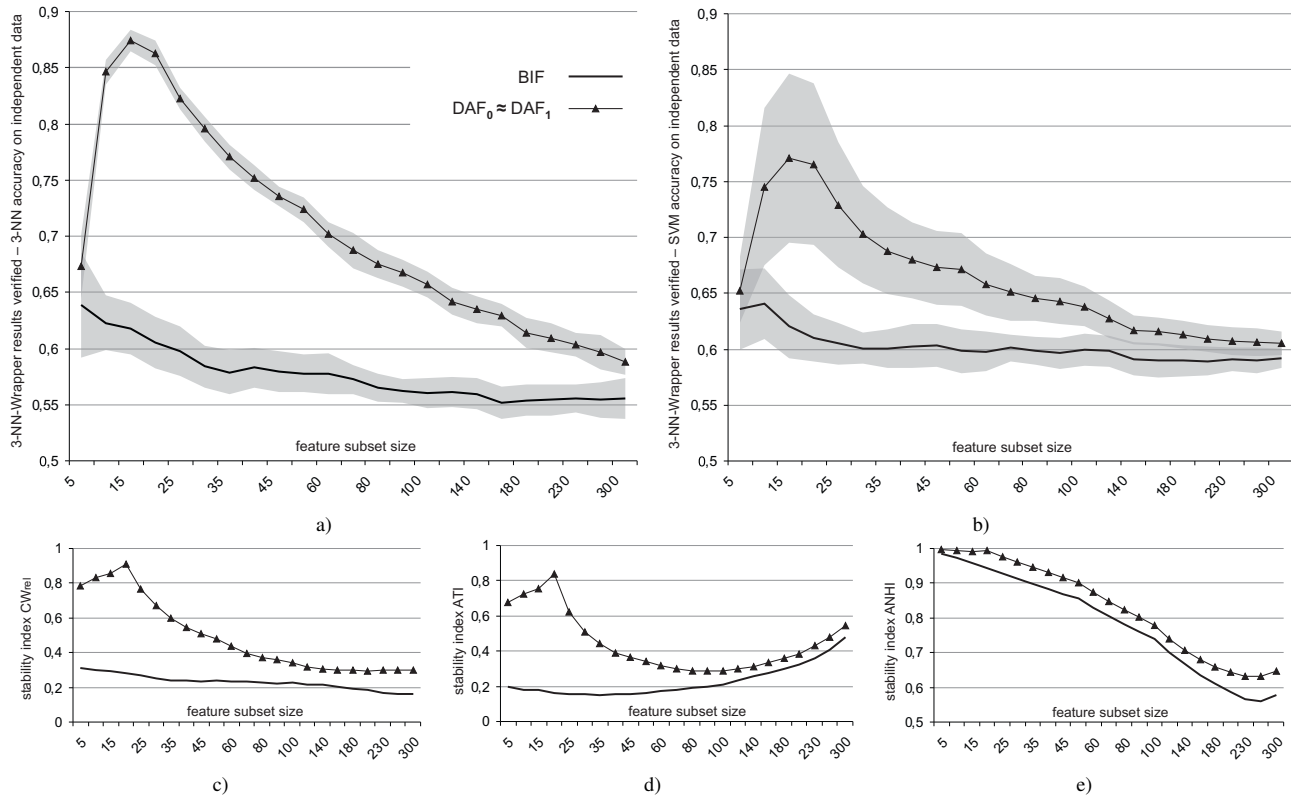 3-NN-Wrapper results verified – 3-NN accuracy on independent data
0,9
0,85
0,8
0,75
0,7
0,65
0,6
0,55
0,5
BIF
DAF0 ≈ DAF1
feature subset size
5 15 25 35 45 60 80 100 140 180 230 300
a)
3-NN-Wrapper results verified – SVM accuracy on independent data
0,9
0,85
0,8
0,75
0,7
0,65
0,6
0,55
0,5
feature subset size
5 15 25 35 45 60 80 100 140 180 230 300
b)
stability index CWrel
1
0,8
0,6
0,4
0,2
0
feature subset size
5 15 25 35 45 60 80 100 140 180 230 300
c)
stability index ATI
1
0,8
0,6
0,4
0,2
0
feature subset size
5 15 25 35 45 60 80 100 140 180 230 300
d)
stability index ANHI
1
0,9
0,8
0,7
0,6
0,5
feature subset size
5 15 25 35 45 60 80 100 140 180 230 300
e)